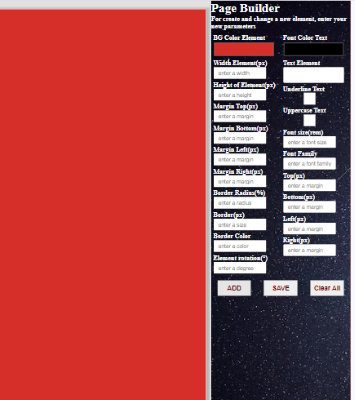 Page Builder
For create and change a new element, enter your
new parameters
BG Color Element
Width Element(px)
enter a width
Height of Element(px)
enter a height
Margin Top(px)
enter a margin
Margin Bottom(px)
enter a margin
Margin Left(px)
enter a margin
Margin Right(px)
enter a margin
Border Radius(%)
enter a radius
Border(px)
enter a size
Border Color
enter a color
Element rotation(°)
enter a degree
Font Color Text
Text Element
Underline Text
Uppercase Text
Font size(rem)
enter a font size
Font Family
enter a font family
Top(px)
enter a margin
Bottom(px)
enter a margin
Left(px)
enter a margin
Right(px)
enter a margin
ADD
SAVE
Clear All